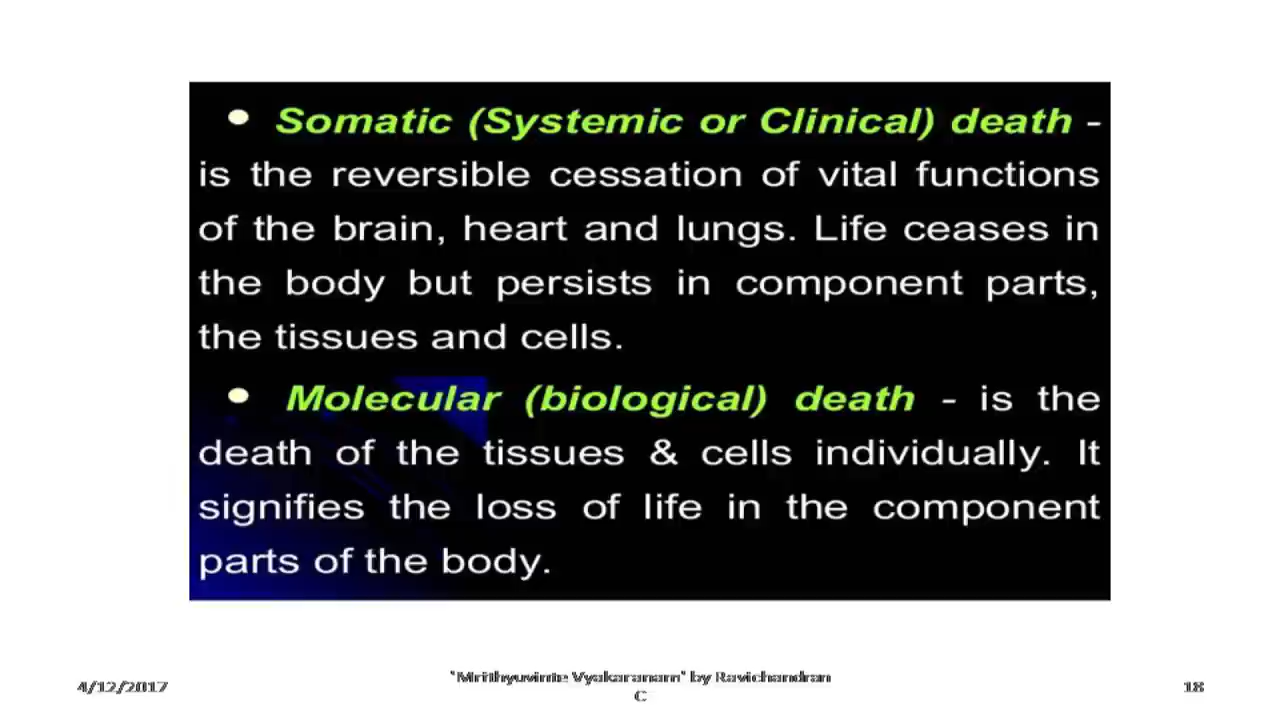 • Somatic (Systemic or Clinical) death -
is the reversible cessation of vital functions
of the brain, heart and lungs. Life ceases in
the body but persists in component parts,
the tissues and cells.
• Molecular (biological) death - is the
death of the tissues & cells individually. It
signifies the loss of life in the component
parts of the body.
4/12/2017
"Mrithyuvinte Vyakaranam" by Ravichandran
C
18